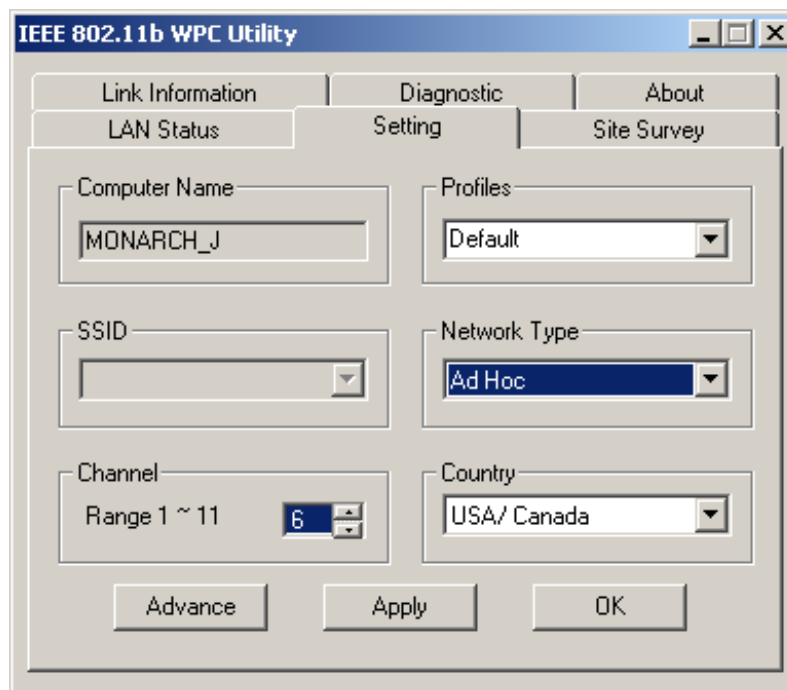 IEEE 802.11b WPC Utility
Link Information
Diagnostic
About
LAN Status
Setting
Site Survey
Computer Name
MONARCH_J
Profiles
Default
SSID
Network Type
Ad Hoc
Channel
Range 1 ~ 11
6
Country
USA/ Canada
Advance
Apply
OK